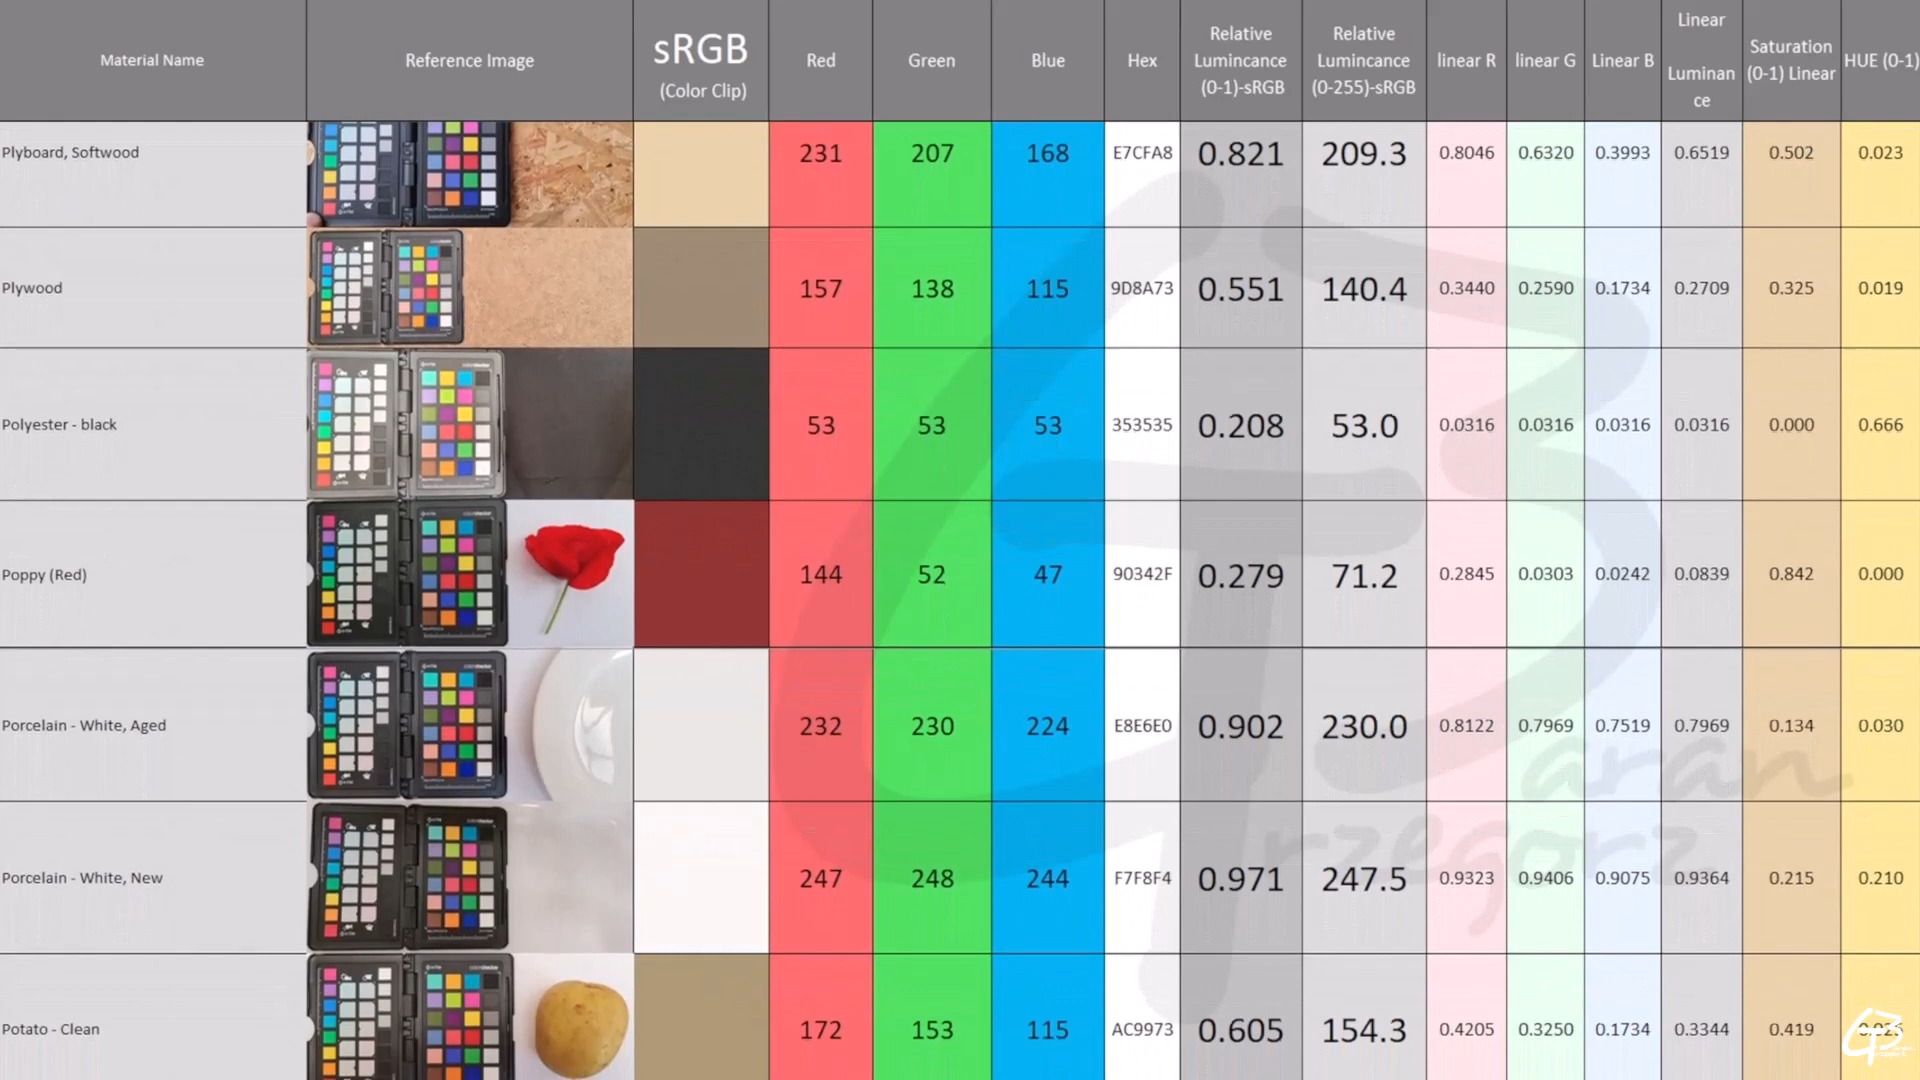 Material Name
Reference Image
sRGB
(Color Clip)
Red
Green
Blue
Hex
Relative
Lumincance
(0-1)-sRGB
Relative
Lumincance
(0-255)-sRGB
linear R
linear G
Linear B
Linear
Luminan
ce
Saturation
(0-1) Linear
HUE (0-1)
Plyboard, Softwood 231 207 168 E7CFA8 0.821 209.3 0.8046 0.6320 0.3993 0.6519 0.502 0.023
Plywood 157 138 115 9D8A73 0.551 140.4 0.3440 0.2590 0.1734 0.2709 0.325 0.019
Polyester - black 53 53 53 353535 0.208 53.0 0.0316 0.0316 0.0316 0.0316 0.000 0.666
Poppy (Red) 144 52 47 90342F 0.279 71.2 0.2845 0.0303 0.0242 0.0839 0.842 0.000
Porcelain - White, Aged 232 230 224 E8E6E0 0.902 230.0 0.8122 0.7969 0.7519 0.7969 0.134 0.030
Porcelain - White, New 247 248 244 F7F8F4 0.971 247.5 0.9323 0.9406 0.9075 0.9364 0.215 0.210
Potato - Clean 172 153 115 AC9973 0.605 154.3 0.4205 0.3250 0.1734 0.3344 0.419
aran
rzegorz